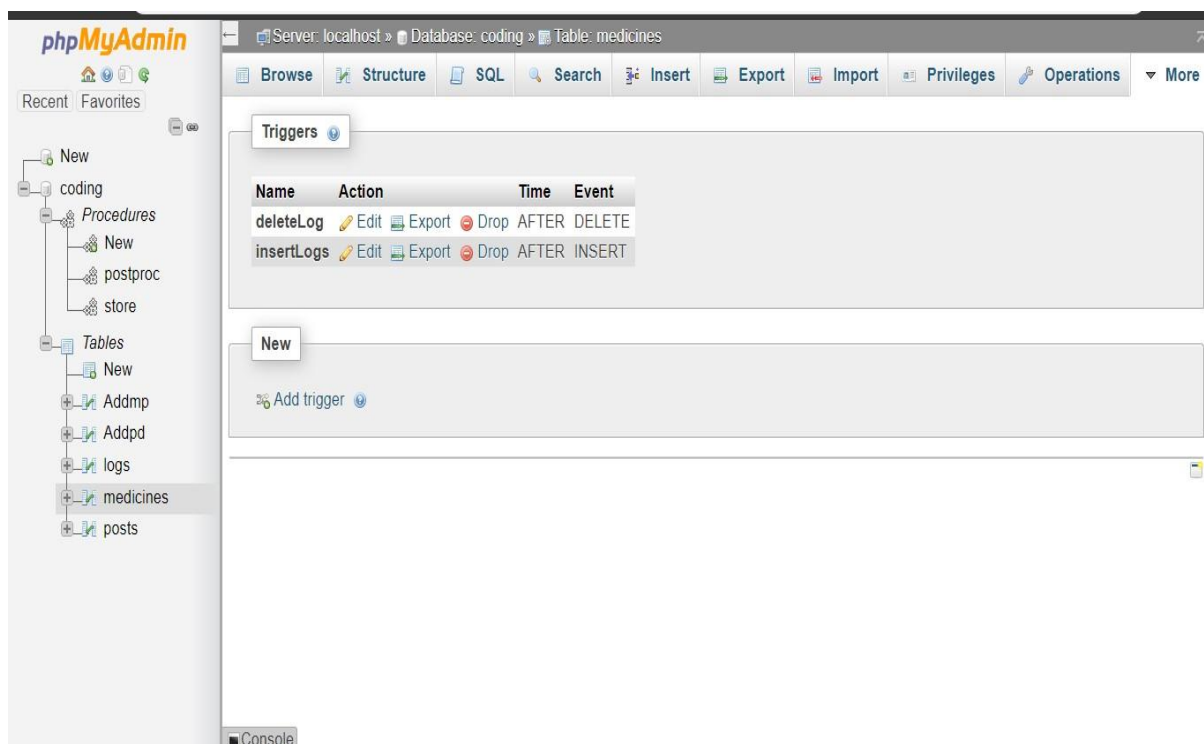 phpMyAdmin
Recent Favorites
New
coding
Procedures
New
postproc
store
Tables
New
Addmp
Addpd
logs
medicines
posts
Server: localhost » Database: coding » Table: medicines
Browse Structure SQL Search Insert Export Import Privileges Operations More
Triggers
Name Action Time Event
deleteLog Edit Export Drop AFTER DELETE
insertLogs Edit Export Drop AFTER INSERT
New
Add trigger
Console